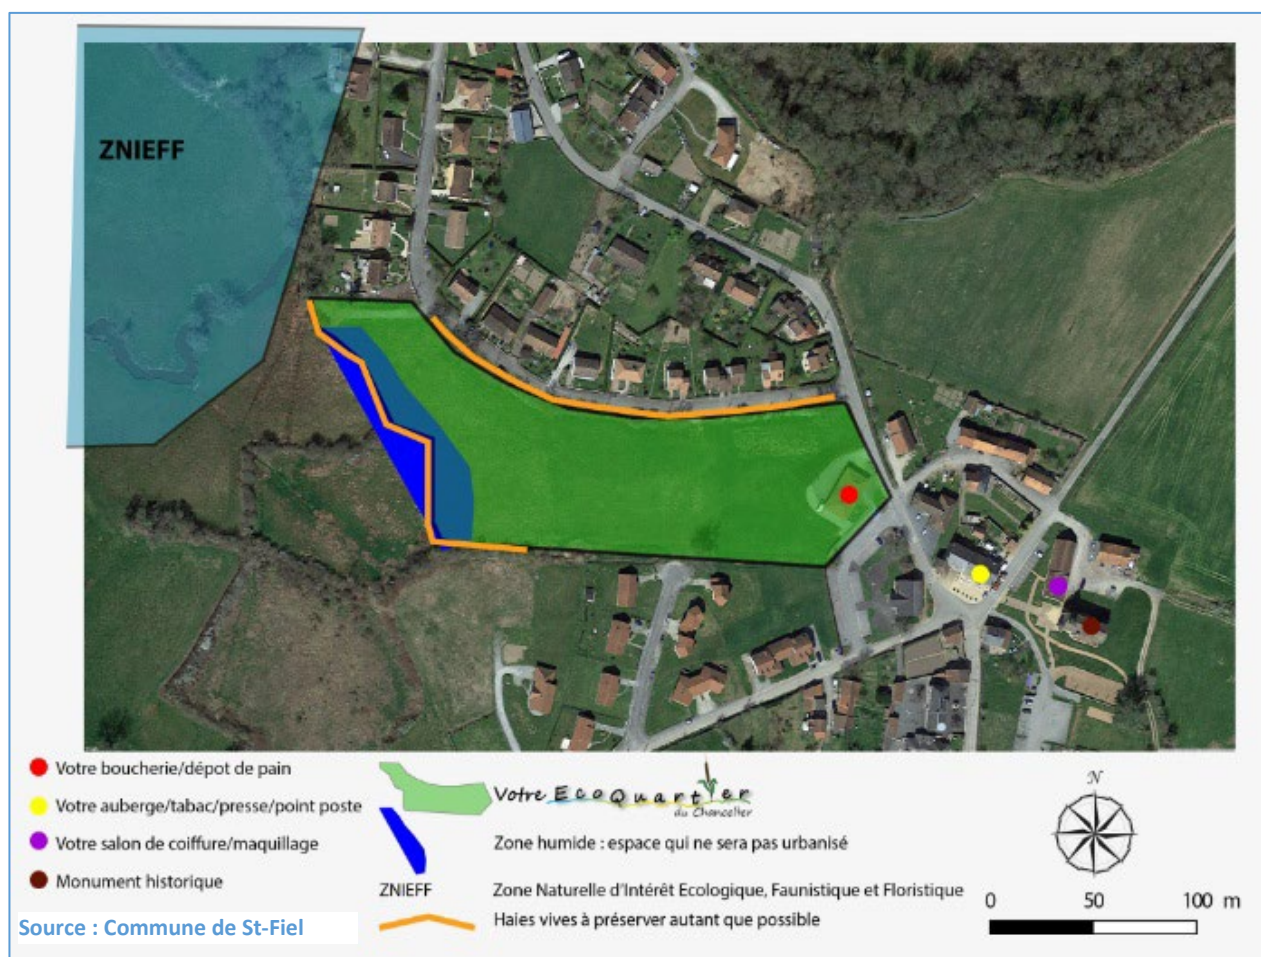 ZNIEFF
Votre boucherie/dépot de pain
Votre auberge/tabac/presse/point poste
Votre salon de coiffure/maquillage
Monument historique
Source : Commune de St-Fiel
Votre EcoQuartier
du Chancelier
Zone humide : espace qui ne sera pas urbanisé
ZNIEFF Zone Naturelle d'Intérêt Ecologique, Faunistique et Floristique
Haies vives à préserver autant que possible
N
0 50 100 m